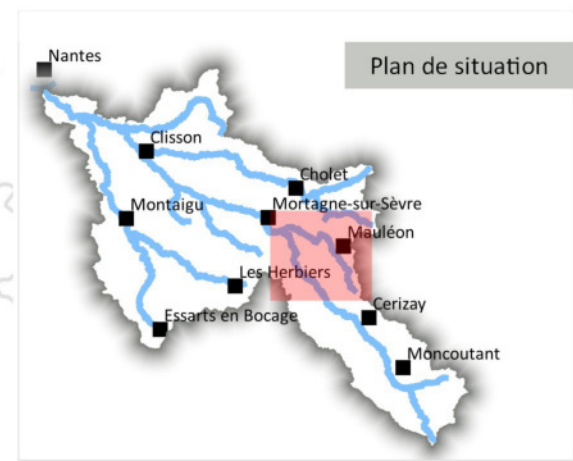 Nantes
Plan de situation
Clisson
Cholet
Montaigu
Mortagne-sur-Sèvre
Mauléon
Les Herbiers
Cerizay
Essarts en Bocage
Moncoutant